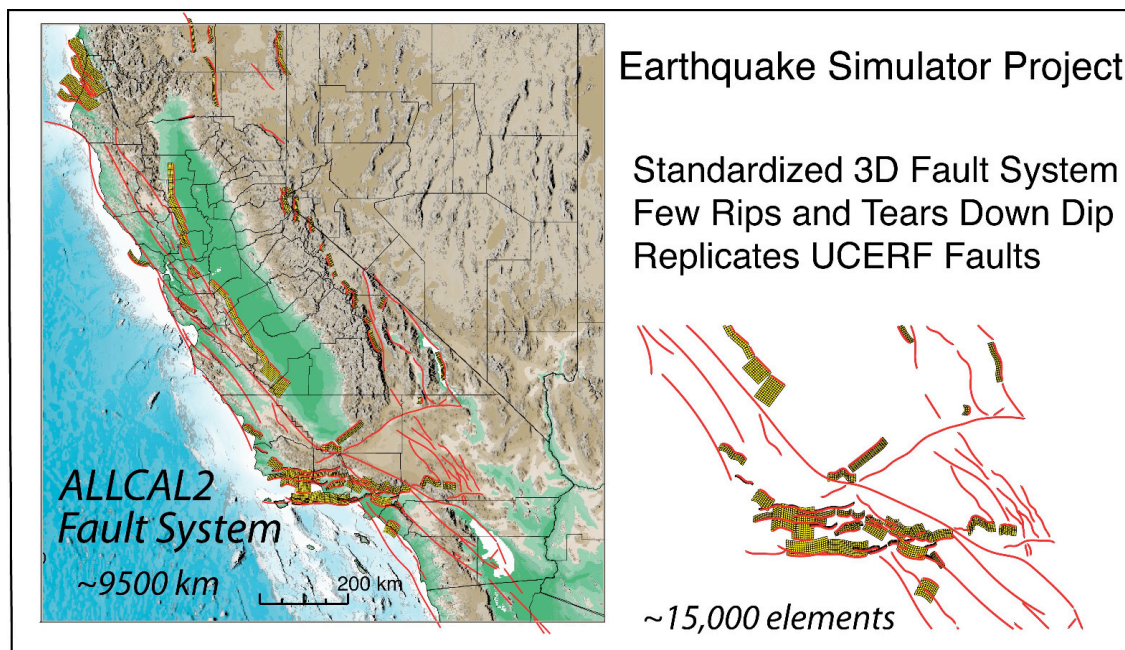 Earthquake Simulator Project
Standardized 3D Fault System
Few Rips and Tears Down Dip
Replicates UCERF Faults
ALLCAL2
Fault System
~9500 km
200 km
~15,000 elements